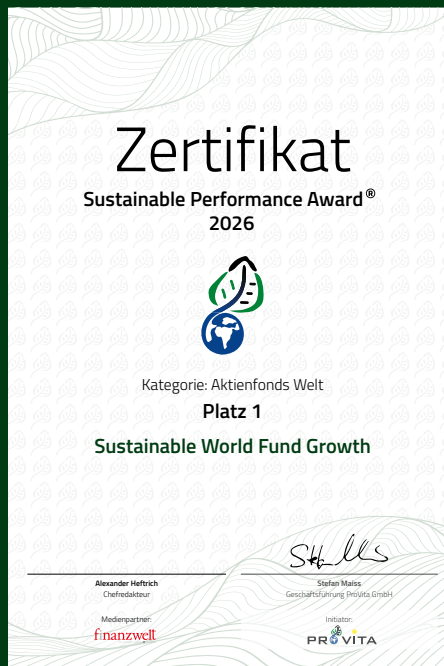 Zertifikat
Sustainable Performance Award®
2026
Kategorie: Aktienfonds Welt
Platz 1
Sustainable World Fund Growth
Alexander Heftrich
Chefredakteur
Stefan Maiss
Geschäftsführung ProVita GmbH
Medienpartner:
finanzwelt
Initiator:
PROVITA